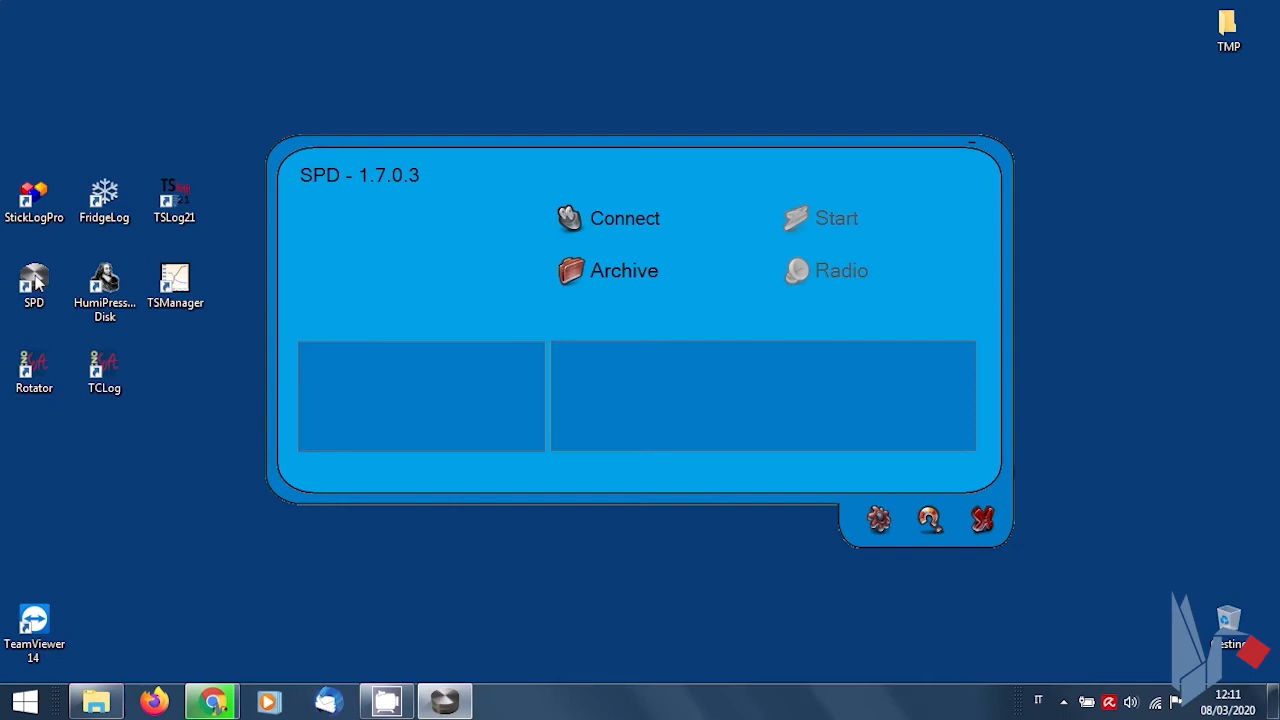 TMP
StickLogPro
FridgeLog
TSLog21
SPD
HumiPress...
Disk
TSManager
Rotator
TCLog
SPD - 1.7.0.3
Connect
Start
Archive
Radio
TeamViewer
14
IT
12:11
08/03/2020